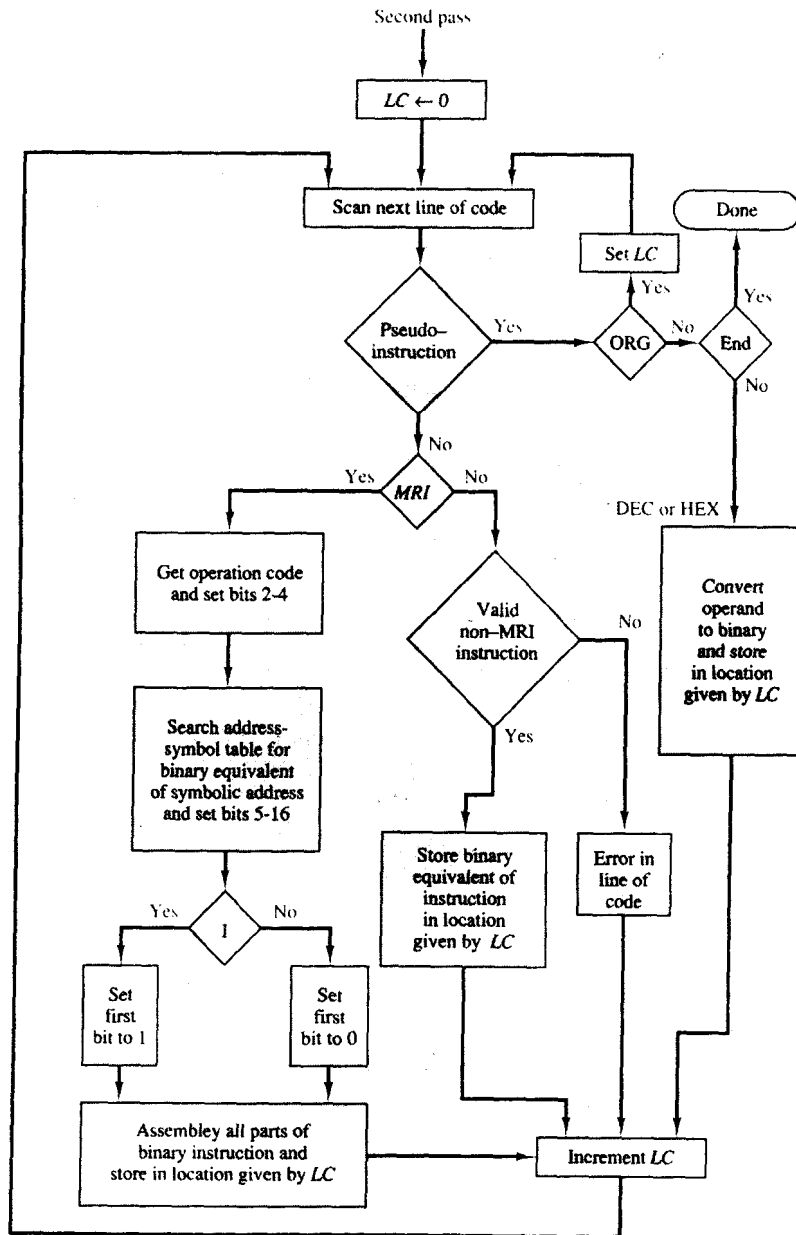 Second pass
LC ← 0
Scan next line of code
Done
Set LC
Yes
Yes
Pseudo–
instruction
Yes
ORG
No
End
No
No
Yes
MRI
No
DEC or HEX
Get operation code
and set bits 2-4
Valid
non–MRI
instruction
No
Convert
operand
to binary
and store
in location
given by LC
Search address-
symbol table for
binary equivalent
of symbolic address
and set bits 5-16
Yes
Store binary
equivalent of
instruction
in location
given by LC
Error in
line of
code
Yes
I
No
Set
first
bit to 1
Set
first
bit to 0
Assembley all parts of
binary instruction and
store in location given by LC
Increment LC